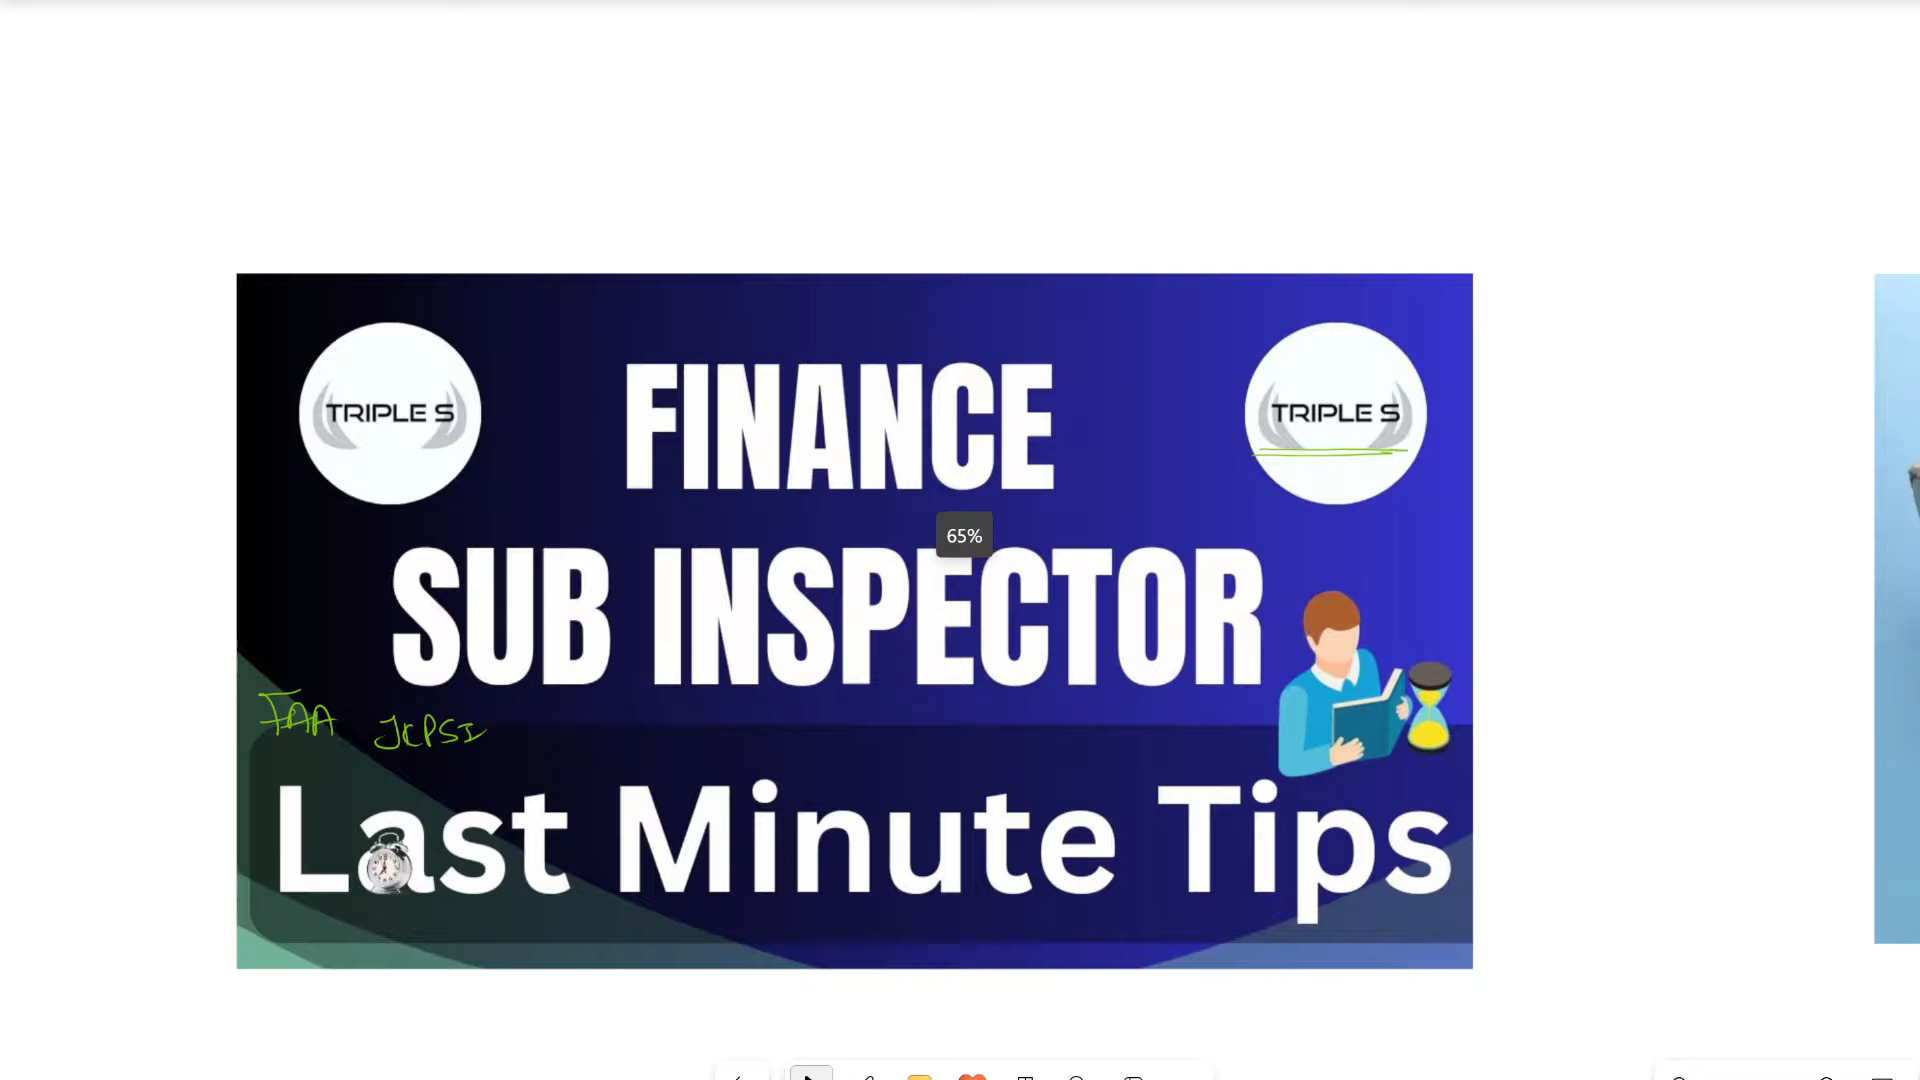 TRIPLE S
FINANCE
TRIPLE S
65%
SUB INSPECTOR
FAA JKPSI
Last Minute Tips